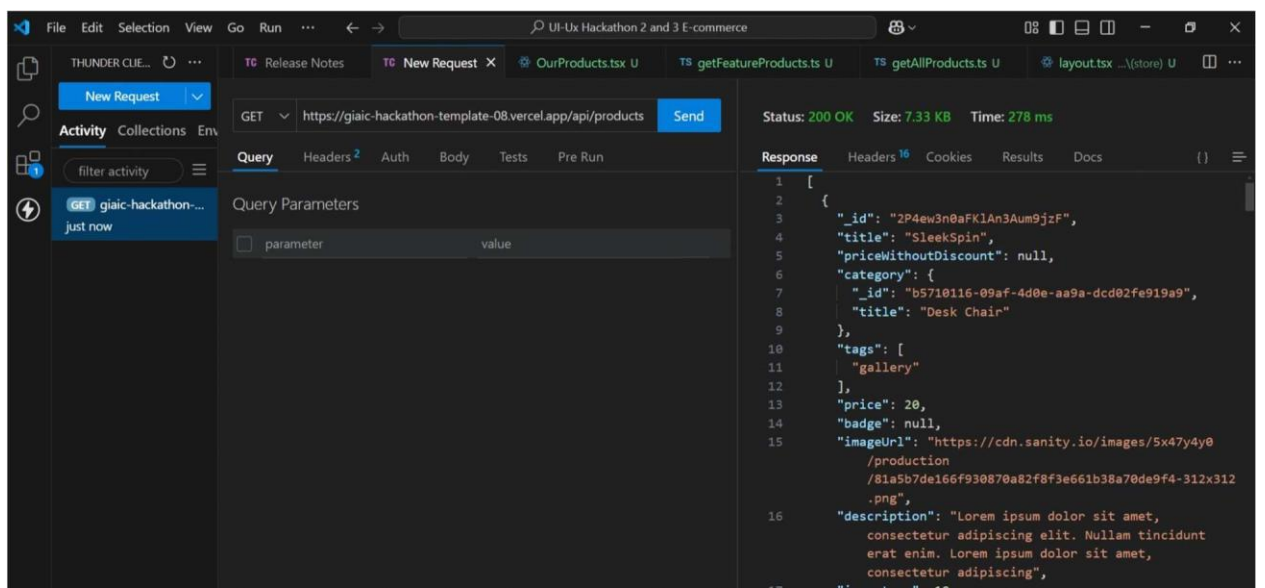 File Edit Selection View Go Run ··· UI-Ux Hackathon 2 and 3 E-commerce
THUNDER CLIE... ···
TC Release Notes TC New Request OurProducts.tsx U TS getFeatureProducts.ts U TS getAllProducts.ts U layout.tsx ...\(store) U ···
New Request
Activity Collections Env
filter activity
GET giaic-hackathon-...
just now
GET https://giaic-hackathon-template-08.vercel.app/api/products Send
Query Headers 2 Auth Body Tests Pre Run
Query Parameters
parameter value
Status: 200 OK Size: 7.33 KB Time: 278 ms
Response Headers 16 Cookies Results Docs {}
1 [
2 {
3 "_id": "2P4ew3n0aFKlAn3Aum9jzF",
4 "title": "SleekSpin",
5 "priceWithoutDiscount": null,
6 "category": {
7 "_id": "b5710116-09af-4d0e-aa9a-dcd02fe919a9",
8 "title": "Desk Chair"
9 },
10 "tags": [
11 "gallery"
12 ],
13 "price": 20,
14 "badge": null,
15 "imageUrl": "https://cdn.sanity.io/images/5x47y4y0
/production
/81a5b7de166f930870a82f8f3e661b38a70de9f4-312x312
.png",
16 "description": "Lorem ipsum dolor sit amet,
consectetur adipiscing elit. Nullam tincidunt
erat enim. Lorem ipsum dolor sit amet,
consectetur adipiscing",